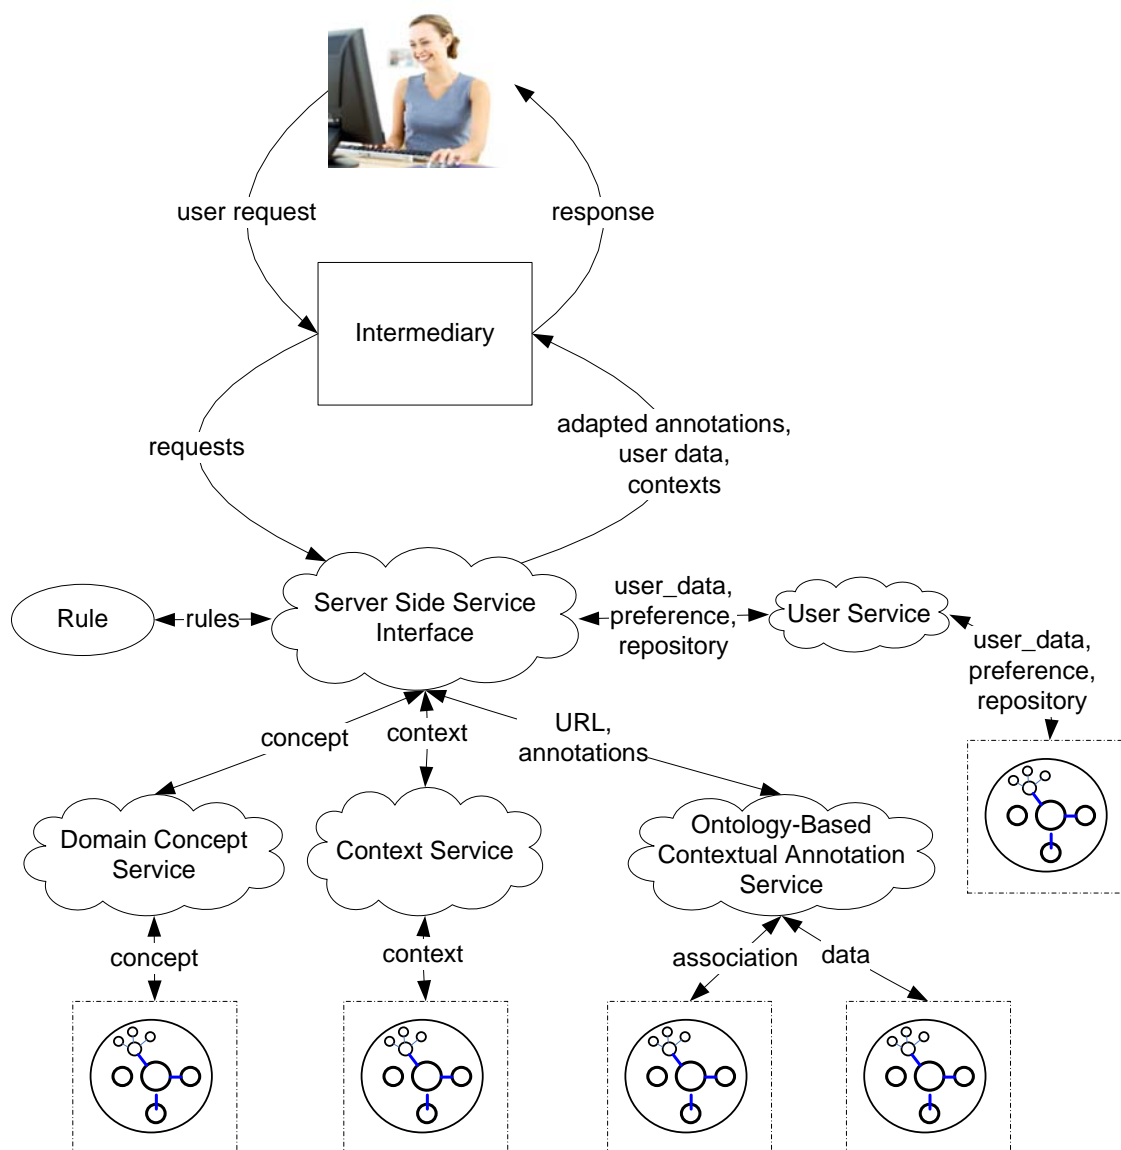 user request
response
Intermediary
requests
adapted annotations,
user data,
contexts
Rule
rules
Server Side Service
Interface
user_data,
preference,
repository
User Service
user_data,
preference,
repository
concept
context
URL,
annotations
Domain Concept
Service
Context Service
Ontology-Based
Contextual Annotation
Service
concept
context
association
data